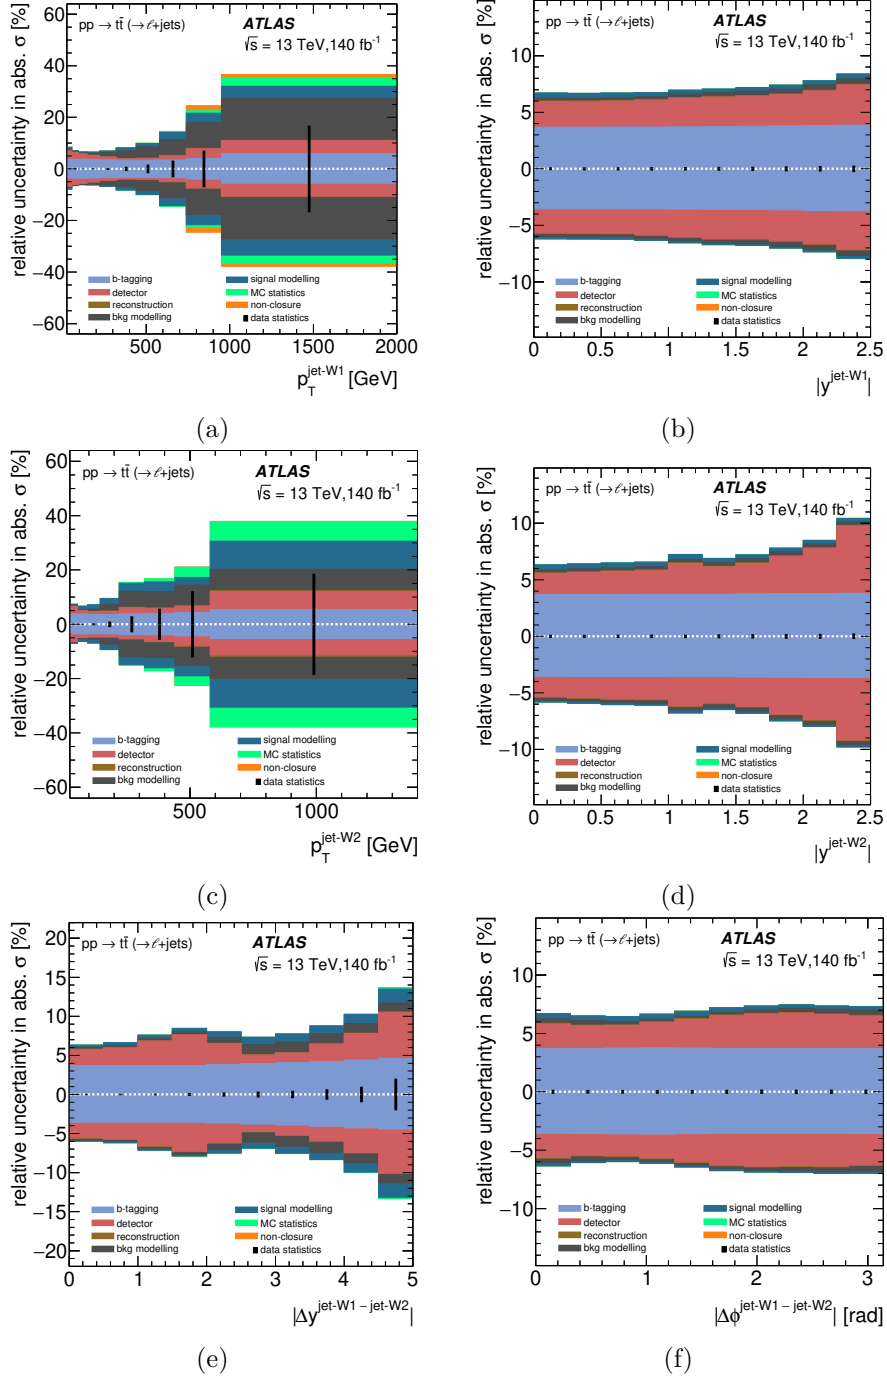 relative uncertainty in abs. σ [%]
pp → tt̄ (→ℓ+jets)
ATLAS
√s = 13 TeV,140 fb⁻¹
60
40
20
0
−20
−40
−60
b-tagging
detector
reconstruction
bkg modelling
signal modelling
MC statistics
non-closure
data statistics
500 1000 1500 2000
p_T^jet-W1 [GeV]
(a)
relative uncertainty in abs. σ [%]
pp → tt̄ (→ℓ+jets)
ATLAS
√s = 13 TeV,140 fb⁻¹
10
5
0
−5
−10
b-tagging
detector
reconstruction
bkg modelling
signal modelling
MC statistics
non-closure
data statistics
0 0.5 1 1.5 2 2.5
|y^jet-W1|
(b)
relative uncertainty in abs. σ [%]
pp → tt̄ (→ℓ+jets)
ATLAS
√s = 13 TeV,140 fb⁻¹
60
40
20
0
−20
−40
−60
b-tagging
detector
reconstruction
bkg modelling
signal modelling
MC statistics
non-closure
data statistics
500 1000
p_T^jet-W2 [GeV]
(c)
relative uncertainty in abs. σ [%]
pp → tt̄ (→ℓ+jets)
ATLAS
√s = 13 TeV,140 fb⁻¹
10
5
0
−5
−10
b-tagging
detector
reconstruction
bkg modelling
signal modelling
MC statistics
non-closure
data statistics
0 0.5 1 1.5 2 2.5
|y^jet-W2|
(d)
relative uncertainty in abs. σ [%]
pp → tt̄ (→ℓ+jets)
ATLAS
√s = 13 TeV,140 fb⁻¹
20
15
10
5
0
−5
−10
−15
−20
b-tagging
detector
reconstruction
bkg modelling
signal modelling
MC statistics
non-closure
data statistics
0 1 2 3 4 5
|Δy^jet-W1 − jet-W2|
(e)
relative uncertainty in abs. σ [%]
pp → tt̄ (→ℓ+jets)
ATLAS
√s = 13 TeV,140 fb⁻¹
10
5
0
−5
−10
b-tagging
detector
reconstruction
bkg modelling
signal modelling
MC statistics
non-closure
data statistics
0 1 2 3
|Δϕ^jet-W1 − jet-W2| [rad]
(f)